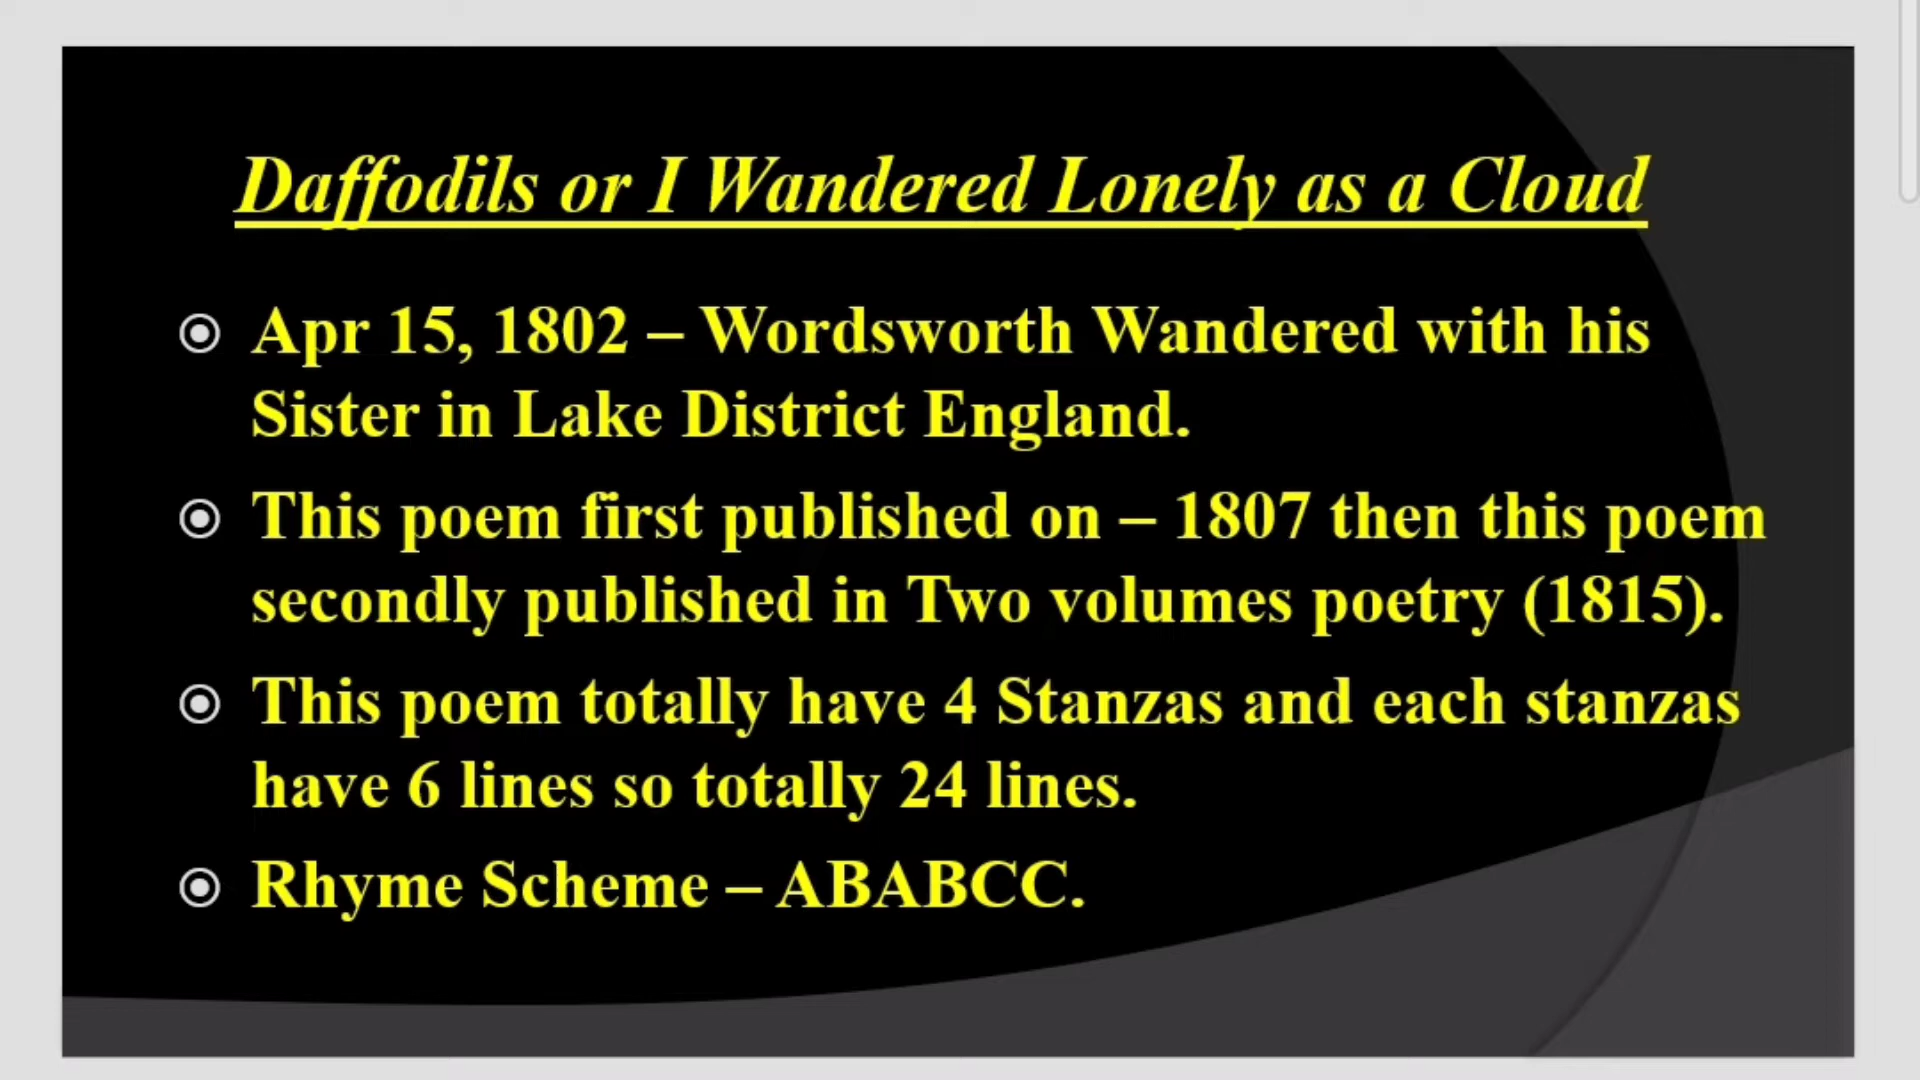 Daffodils or I Wandered Lonely as a Cloud
Apr 15, 1802 – Wordsworth Wandered with his
Sister in Lake District England.
This poem first published on – 1807 then this poem
secondly published in Two volumes poetry (1815).
This poem totally have 4 Stanzas and each stanzas
have 6 lines so totally 24 lines.
Rhyme Scheme – ABABCC.